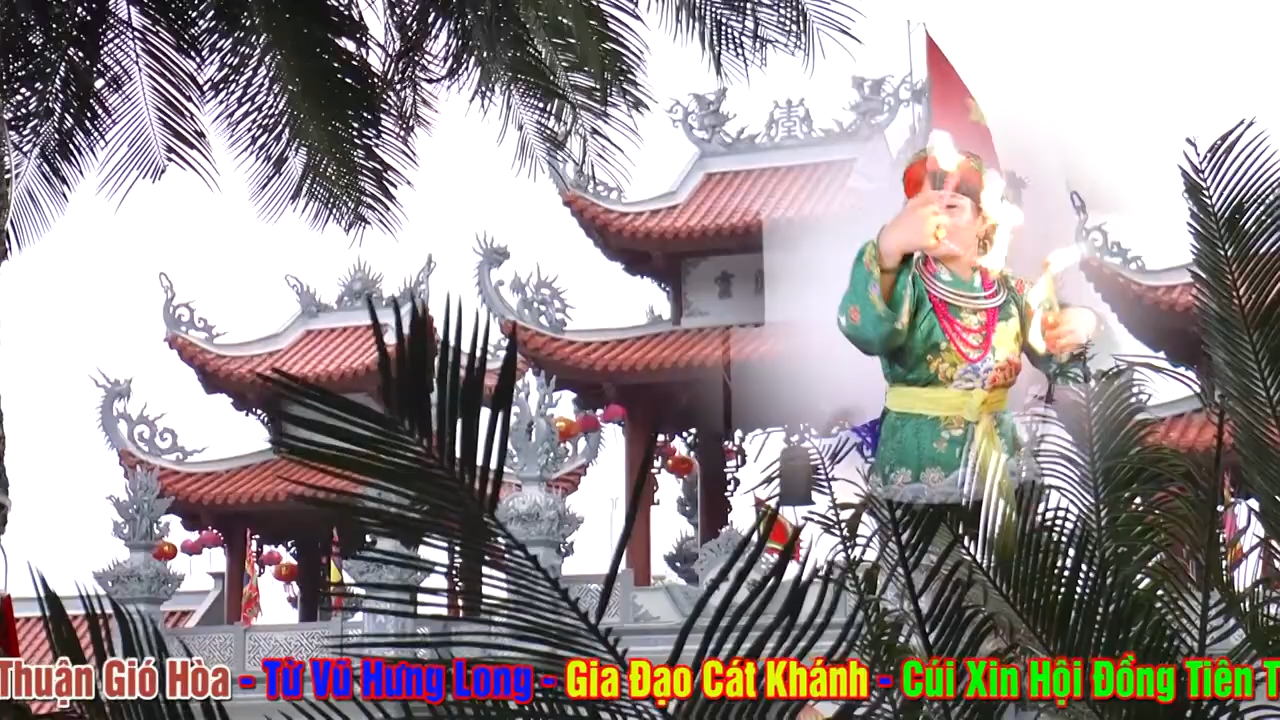 Thuận Gió Hòa - Từ Vũ Hưng Long - Gia Đạo Cát Khánh - Cúi Xin Hội Đồng Tiên T